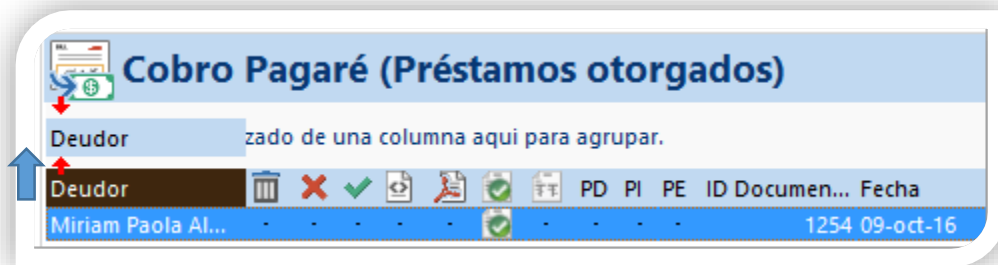 Cobro Pagaré (Préstamos otorgados)
Deudor zado de una columna aqui para agrupar.
Deudor PD PI PE ID Documen... Fecha
Miriam Paola Al... - - - - - - - - - 1254 09-oct-16